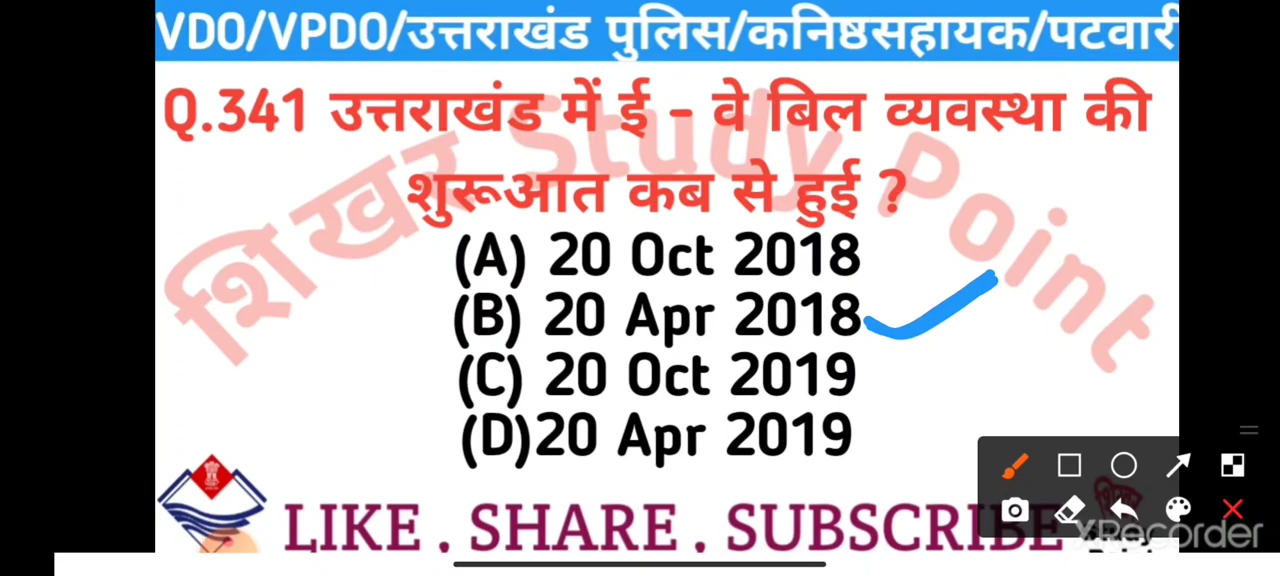 VDO/VPDO/उत्तराखंड पुलिस/कनिष्ठसहायक/पटवारी
Q.341 उत्तराखंड में ई - वे बिल व्यवस्था की
शुरूआत कब से हुई ?
(A) 20 Oct 2018
(B) 20 Apr 2018
(C) 20 Oct 2019
(D)20 Apr 2019
शिखर Study Point
LIKE . SHARE . SUBSCRIBE
XRecorder